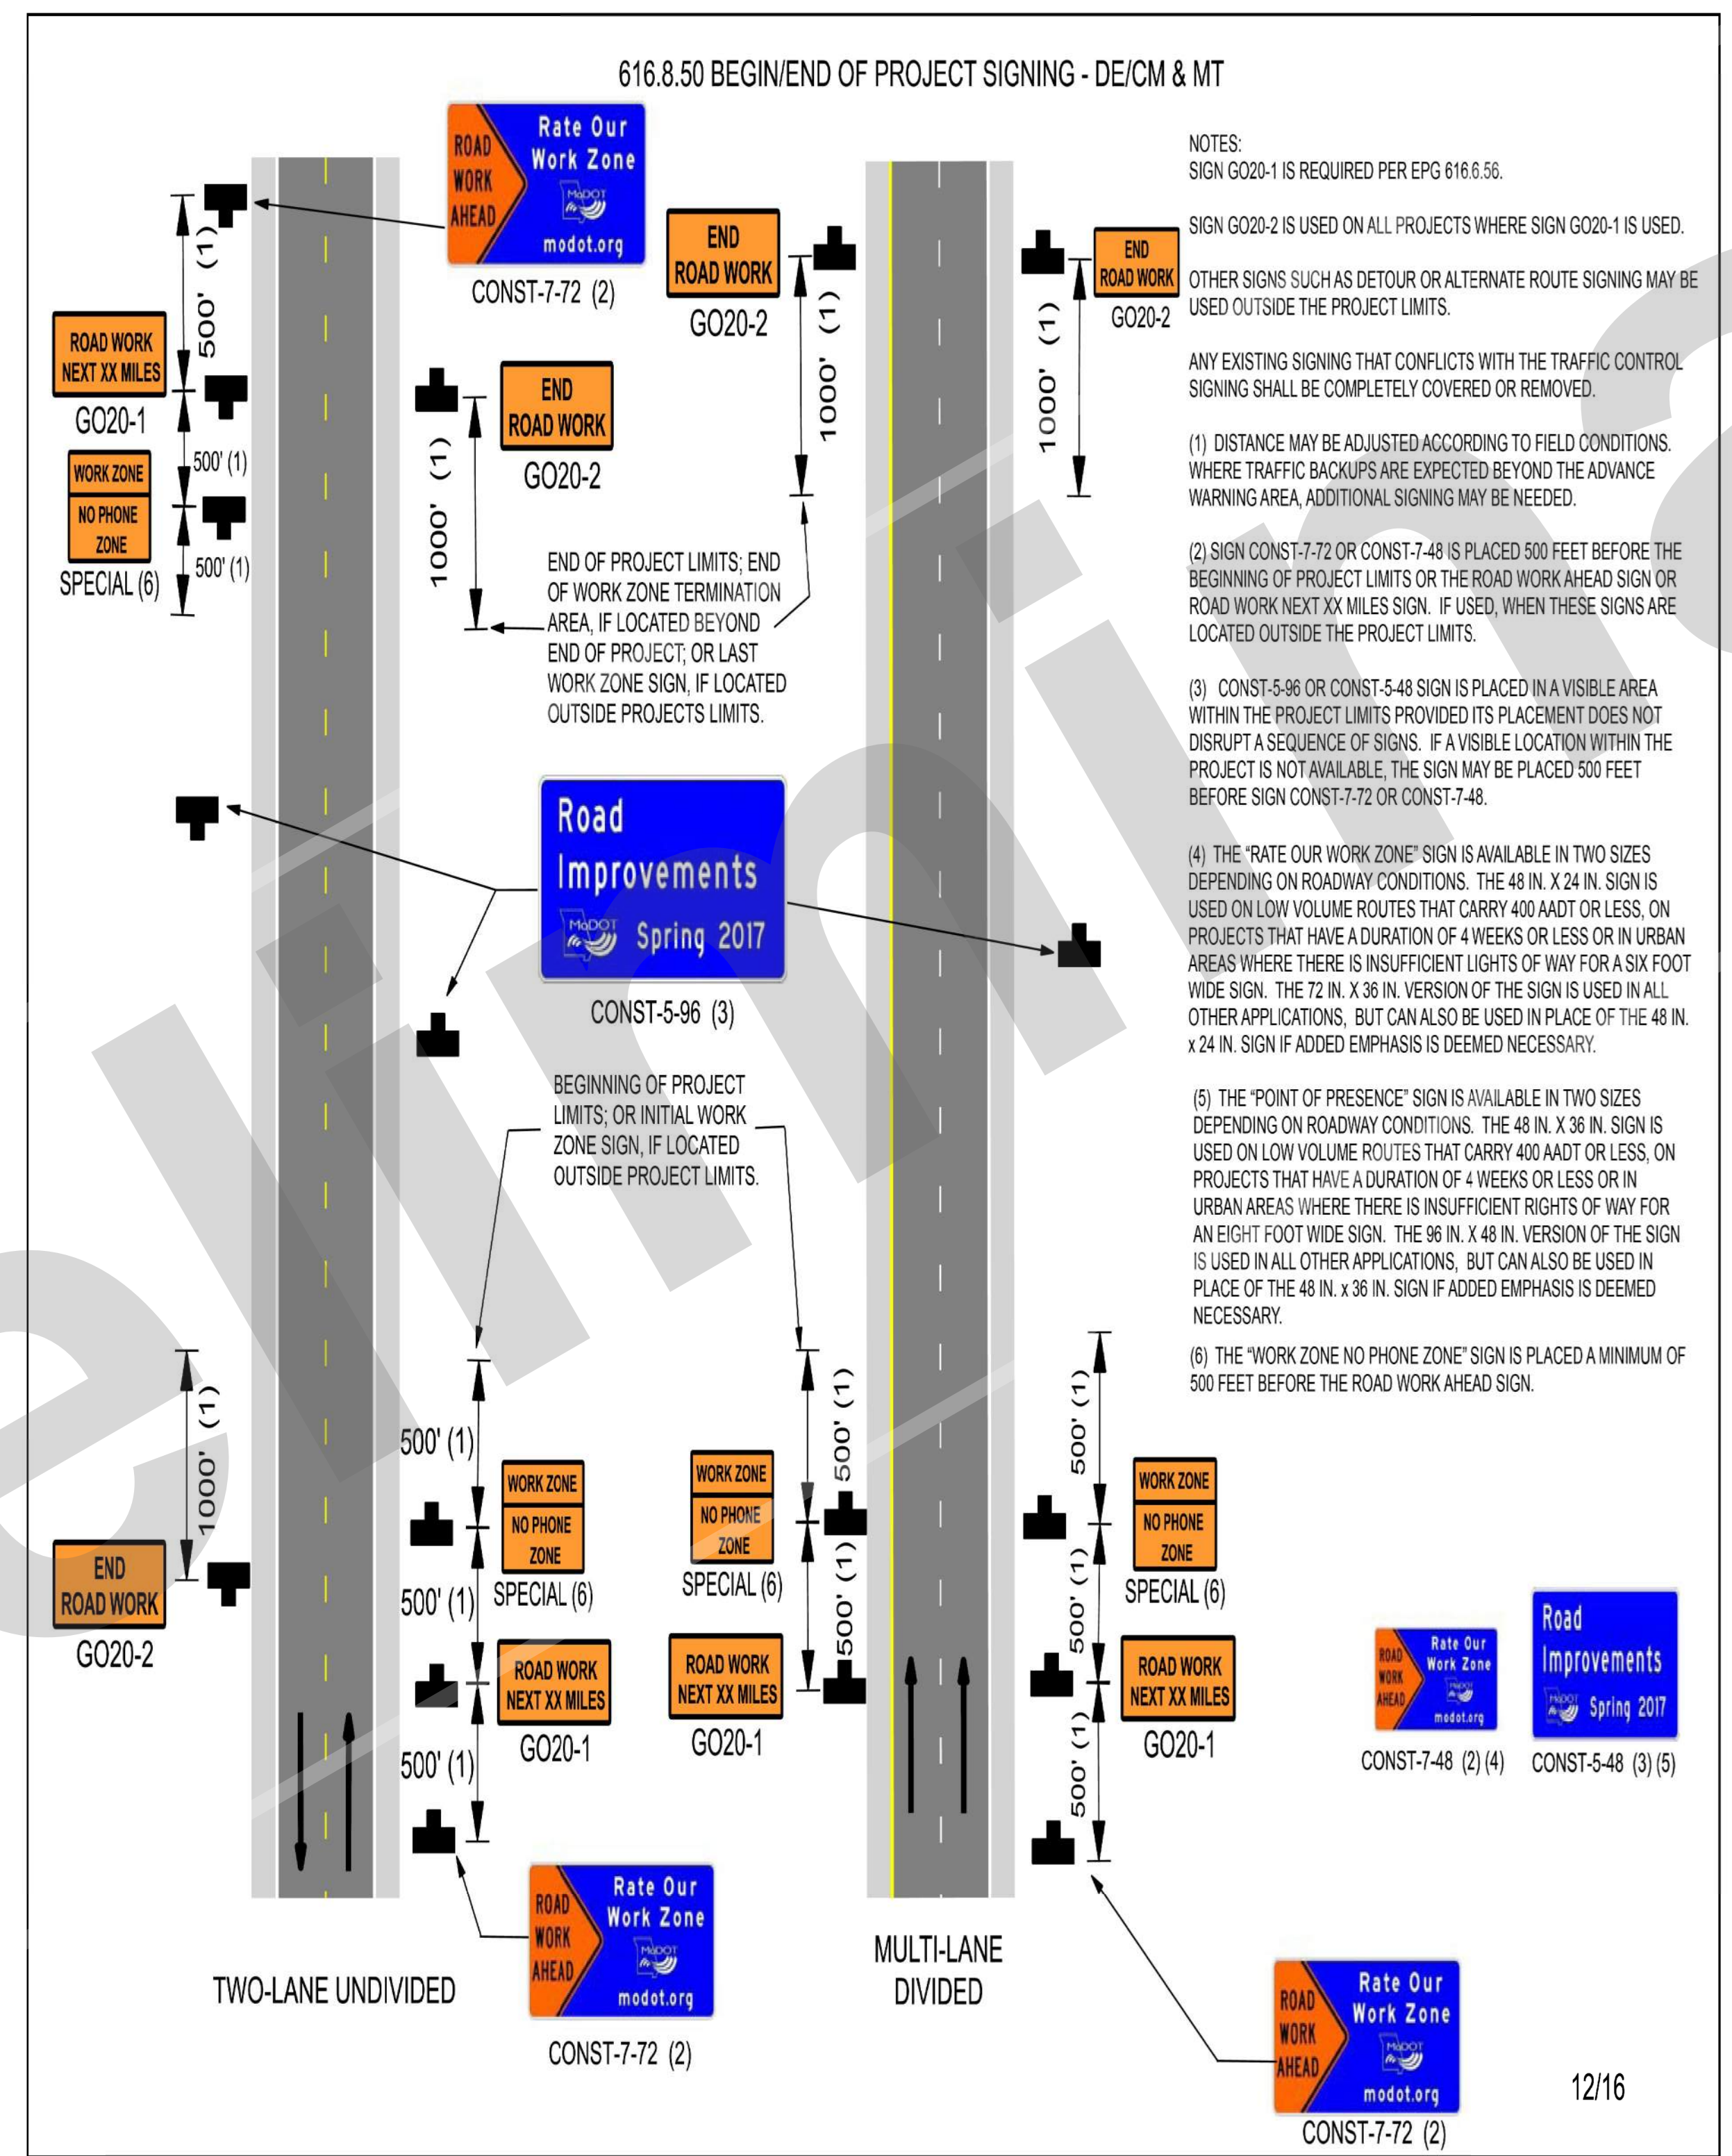 616.8.50 BEGIN/END OF PROJECT SIGNING - DE/CM & MT
ROAD
WORK
AHEAD
Rate Our
Work Zone
MoDOT
modot.org
CONST-7-72 (2)
500' (1)
ROAD WORK
NEXT XX MILES
GO20-1
500' (1)
WORK ZONE
NO PHONE
ZONE
SPECIAL (6)
500' (1)
END
ROAD WORK
GO20-2
1000' (1)
END
ROAD WORK
GO20-2
1000' (1)
END
ROAD WORK
GO20-2
1000' (1)
END OF PROJECT LIMITS; END
OF WORK ZONE TERMINATION
AREA, IF LOCATED BEYOND
END OF PROJECT; OR LAST
WORK ZONE SIGN, IF LOCATED
OUTSIDE PROJECTS LIMITS.
Road
Improvements
MoDOT
Spring 2017
CONST-5-96 (3)
BEGINNING OF PROJECT
LIMITS; OR INITIAL WORK
ZONE SIGN, IF LOCATED
OUTSIDE PROJECT LIMITS.
1000' (1)
END
ROAD WORK
GO20-2
500' (1)
WORK ZONE
NO PHONE
ZONE
SPECIAL (6)
500' (1)
ROAD WORK
NEXT XX MILES
GO20-1
500' (1)
ROAD
WORK
AHEAD
Rate Our
Work Zone
MoDOT
modot.org
CONST-7-72 (2)
TWO-LANE UNDIVIDED
500' (1)
WORK ZONE
NO PHONE
ZONE
SPECIAL (6)
500' (1)
ROAD WORK
NEXT XX MILES
GO20-1
500' (1)
WORK ZONE
NO PHONE
ZONE
SPECIAL (6)
500' (1)
ROAD WORK
NEXT XX MILES
GO20-1
500' (1)
MULTI-LANE
DIVIDED
ROAD
WORK
AHEAD
Rate Our
Work Zone
MoDOT
modot.org
CONST-7-72 (2)
NOTES:
SIGN GO20-1 IS REQUIRED PER EPG 616.6.56.
SIGN GO20-2 IS USED ON ALL PROJECTS WHERE SIGN GO20-1 IS USED.
OTHER SIGNS SUCH AS DETOUR OR ALTERNATE ROUTE SIGNING MAY BE
USED OUTSIDE THE PROJECT LIMITS.
ANY EXISTING SIGNING THAT CONFLICTS WITH THE TRAFFIC CONTROL
SIGNING SHALL BE COMPLETELY COVERED OR REMOVED.
(1) DISTANCE MAY BE ADJUSTED ACCORDING TO FIELD CONDITIONS.
WHERE TRAFFIC BACKUPS ARE EXPECTED BEYOND THE ADVANCE
WARNING AREA, ADDITIONAL SIGNING MAY BE NEEDED.
(2) SIGN CONST-7-72 OR CONST-7-48 IS PLACED 500 FEET BEFORE THE
BEGINNING OF PROJECT LIMITS OR THE ROAD WORK AHEAD SIGN OR
ROAD WORK NEXT XX MILES SIGN. IF USED, WHEN THESE SIGNS ARE
LOCATED OUTSIDE THE PROJECT LIMITS.
(3) CONST-5-96 OR CONST-5-48 SIGN IS PLACED IN A VISIBLE AREA
WITHIN THE PROJECT LIMITS PROVIDED ITS PLACEMENT DOES NOT
DISRUPT A SEQUENCE OF SIGNS. IF A VISIBLE LOCATION WITHIN THE
PROJECT IS NOT AVAILABLE, THE SIGN MAY BE PLACED 500 FEET
BEFORE SIGN CONST-7-72 OR CONST-7-48.
(4) THE "RATE OUR WORK ZONE" SIGN IS AVAILABLE IN TWO SIZES
DEPENDING ON ROADWAY CONDITIONS. THE 48 IN. X 24 IN. SIGN IS
USED ON LOW VOLUME ROUTES THAT CARRY 400 AADT OR LESS, ON
PROJECTS THAT HAVE A DURATION OF 4 WEEKS OR LESS OR IN URBAN
AREAS WHERE THERE IS INSUFFICIENT LIGHTS OF WAY FOR A SIX FOOT
WIDE SIGN. THE 72 IN. X 36 IN. VERSION OF THE SIGN IS USED IN ALL
OTHER APPLICATIONS, BUT CAN ALSO BE USED IN PLACE OF THE 48 IN.
x 24 IN. SIGN IF ADDED EMPHASIS IS DEEMED NECESSARY.
(5) THE "POINT OF PRESENCE" SIGN IS AVAILABLE IN TWO SIZES
DEPENDING ON ROADWAY CONDITIONS. THE 48 IN. X 36 IN. SIGN IS
USED ON LOW VOLUME ROUTES THAT CARRY 400 AADT OR LESS, ON
PROJECTS THAT HAVE A DURATION OF 4 WEEKS OR LESS OR IN
URBAN AREAS WHERE THERE IS INSUFFICIENT RIGHTS OF WAY FOR
AN EIGHT FOOT WIDE SIGN. THE 96 IN. X 48 IN. VERSION OF THE SIGN
IS USED IN ALL OTHER APPLICATIONS, BUT CAN ALSO BE USED IN
PLACE OF THE 48 IN. x 36 IN. SIGN IF ADDED EMPHASIS IS DEEMED
NECESSARY.
(6) THE "WORK ZONE NO PHONE ZONE" SIGN IS PLACED A MINIMUM OF
500 FEET BEFORE THE ROAD WORK AHEAD SIGN.
ROAD
WORK
AHEAD
Rate Our
Work Zone
MoDOT
modot.org
CONST-7-48 (2) (4)
Road
Improvements
MoDOT
Spring 2017
CONST-5-48 (3) (5)
12/16
elimina